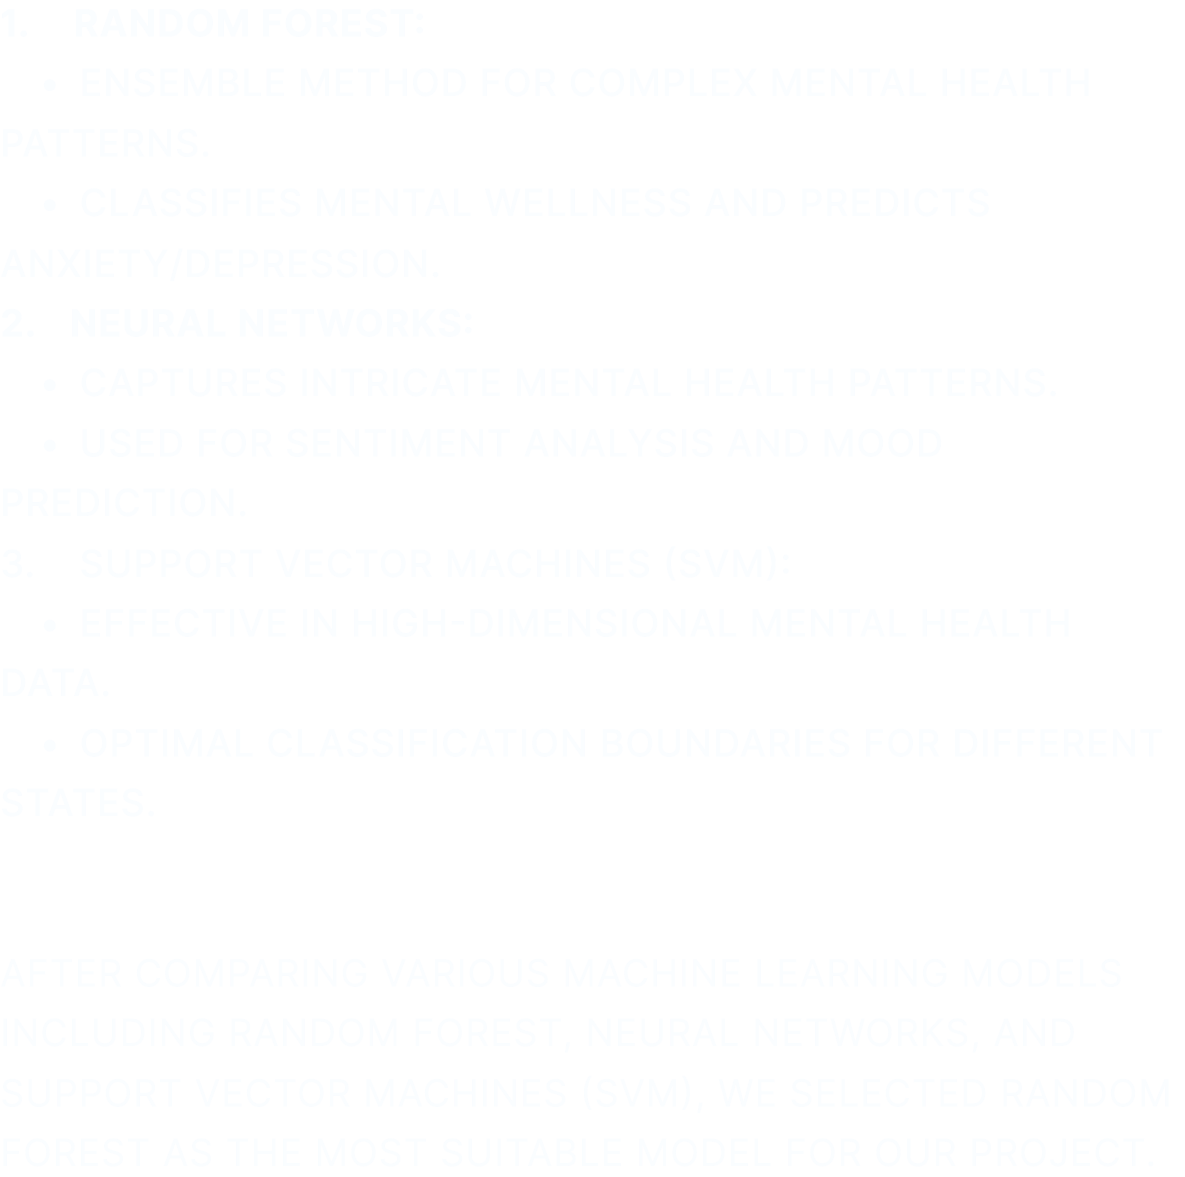 1. RANDOM FOREST:
• ENSEMBLE METHOD FOR COMPLEX MENTAL HEALTH
PATTERNS.
• CLASSIFIES MENTAL WELLNESS AND PREDICTS
ANXIETY/DEPRESSION.
2. NEURAL NETWORKS:
• CAPTURES INTRICATE MENTAL HEALTH PATTERNS.
• USED FOR SENTIMENT ANALYSIS AND MOOD
PREDICTION.
3. SUPPORT VECTOR MACHINES (SVM):
• EFFECTIVE IN HIGH-DIMENSIONAL MENTAL HEALTH
DATA.
• OPTIMAL CLASSIFICATION BOUNDARIES FOR DIFFERENT
STATES.
AFTER COMPARING VARIOUS MACHINE LEARNING MODELS
INCLUDING RANDOM FOREST, NEURAL NETWORKS, AND
SUPPORT VECTOR MACHINES (SVM), WE SELECTED RANDOM
FOREST AS THE MOST SUITABLE MODEL FOR OUR PROJECT.